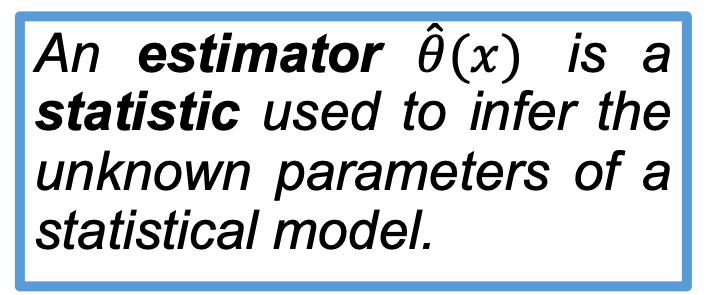 An estimator θ̂(x) is a
statistic used to infer the
unknown parameters of a
statistical model.